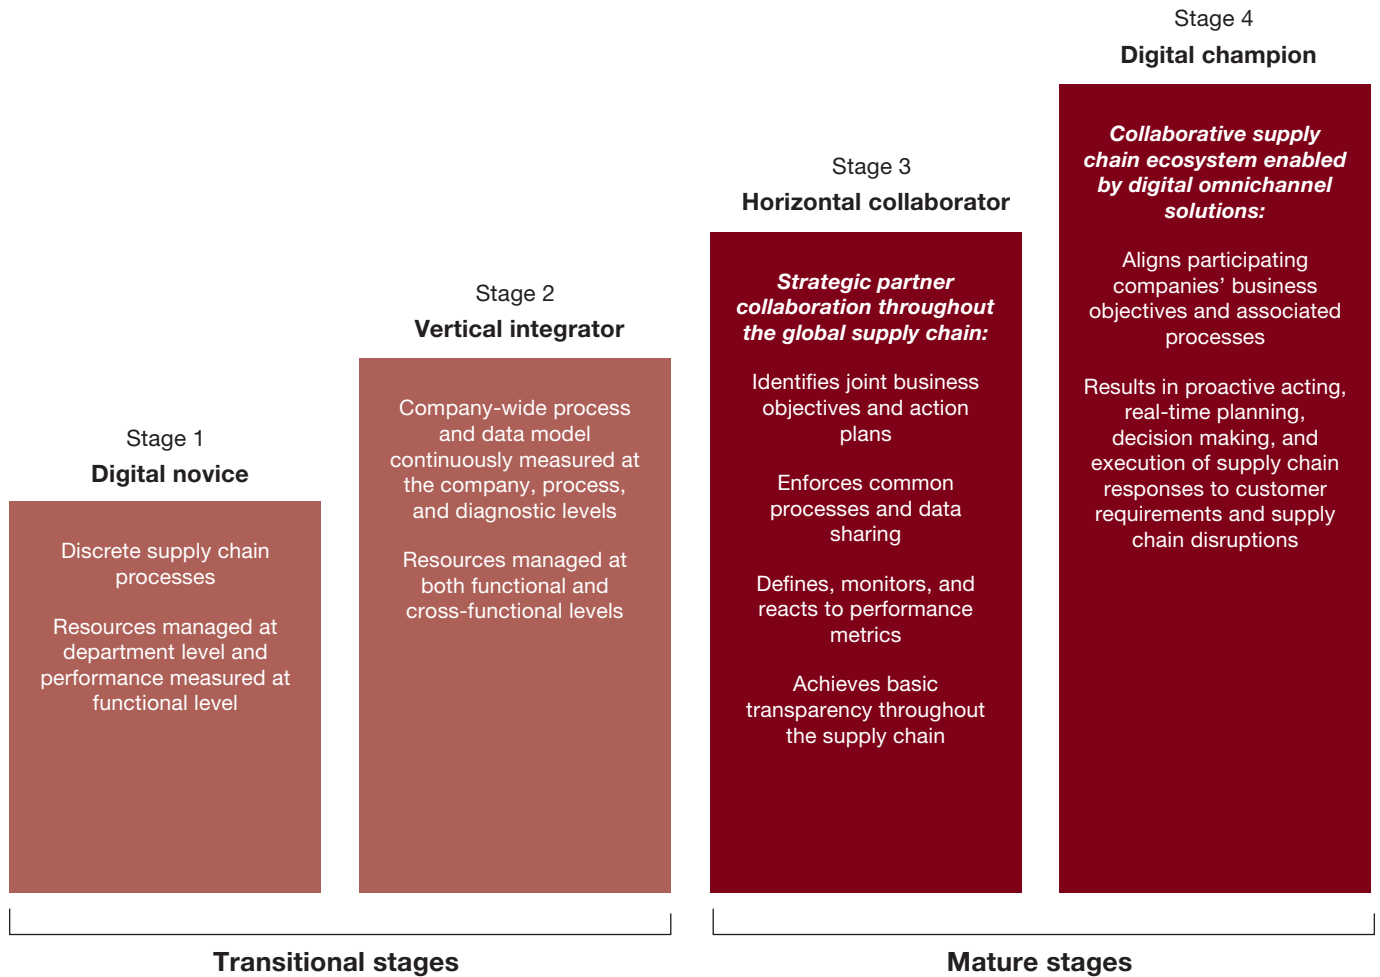 Stage 1
Digital novice
Discrete supply chain
processes
Resources managed at
department level and
performance measured at
functional level
Stage 2
Vertical integrator
Company-wide process
and data model
continuously measured at
the company, process,
and diagnostic levels
Resources managed at
both functional and
cross-functional levels
Stage 3
Horizontal collaborator
Strategic partner
collaboration throughout
the global supply chain:
Identifies joint business
objectives and action
plans
Enforces common
processes and data
sharing
Defines, monitors, and
reacts to performance
metrics
Achieves basic
transparency throughout
the supply chain
Stage 4
Digital champion
Collaborative supply
chain ecosystem enabled
by digital omnichannel
solutions:
Aligns participating
companies’ business
objectives and associated
processes
Results in proactive acting,
real-time planning,
decision making, and
execution of supply chain
responses to customer
requirements and supply
chain disruptions
Transitional stages
Mature stages